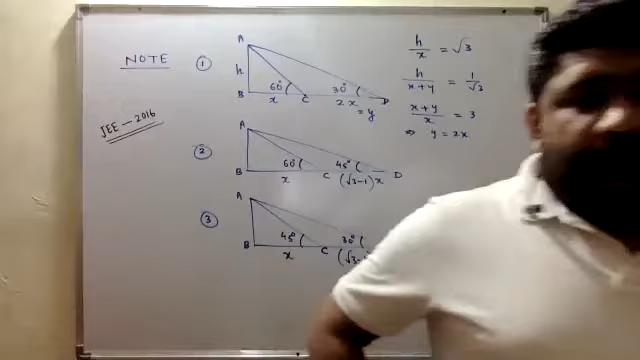 NOTE
JEE - 2016
1
A
h
B
60°
x
C
30°
2x
D
= y
2
A
B
60°
x
C
45°
(√3-1)x
D
3
A
B
45°
x
C
30°
(√3-
h/x = √3
h/(x+y) = 1/√3
(x+y)/x = 3
⇒ y = 2x